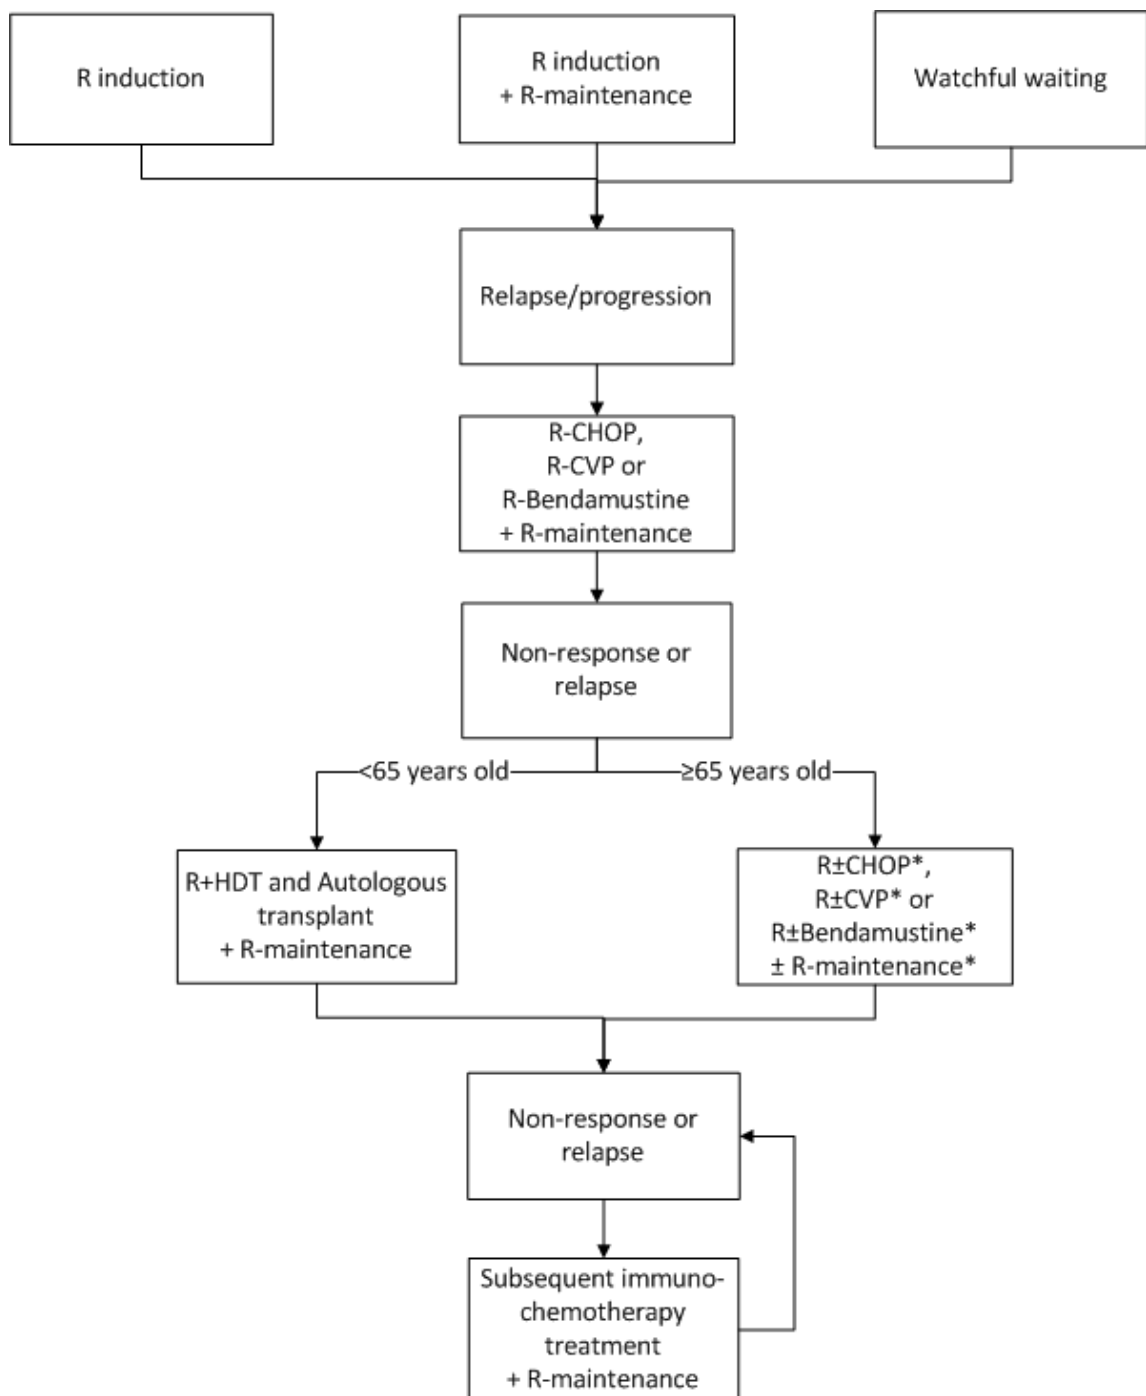 R induction
R induction
+ R-maintenance
Watchful waiting
Relapse/progression
R-CHOP,
R-CVP or
R-Bendamustine
+ R-maintenance
Non-response or
relapse
<65 years old
≥65 years old
R+HDT and Autologous
transplant
+ R-maintenance
R±CHOP*,
R±CVP* or
R±Bendamustine*
± R-maintenance*
Non-response or
relapse
Subsequent immuno-
chemotherapy
treatment
+ R-maintenance